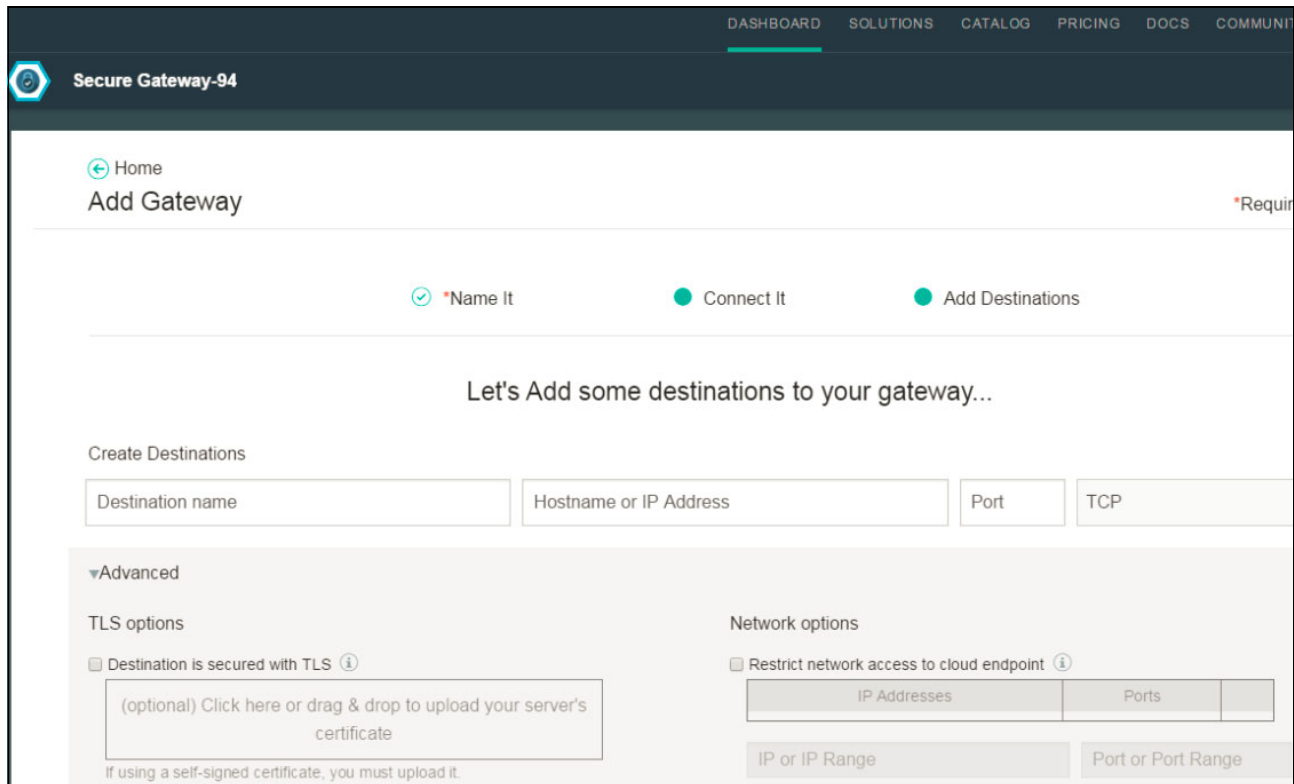 DASHBOARD SOLUTIONS CATALOG PRICING DOCS COMMUNIT
Secure Gateway-94
Home
Add Gateway
*Requir
*Name It Connect It Add Destinations
Let's Add some destinations to your gateway...
Create Destinations
Destination name Hostname or IP Address Port TCP
Advanced
TLS options Network options
Destination is secured with TLS i Restrict network access to cloud endpoint i
(optional) Click here or drag & drop to upload your server's
certificate
IP Addresses Ports
If using a self-signed certificate, you must upload it.
IP or IP Range Port or Port Range